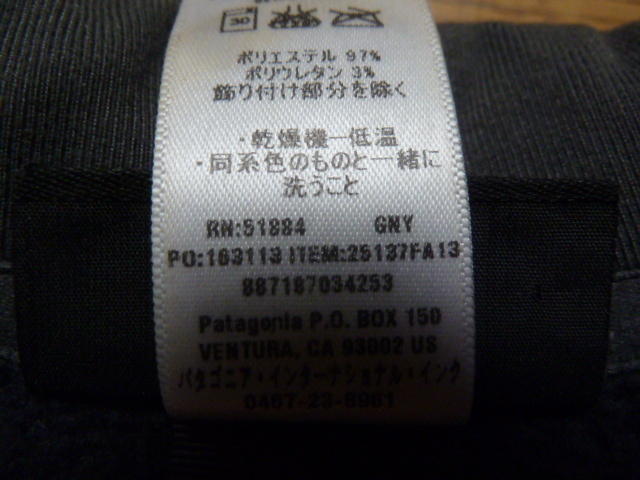 30
ポリエステル 97%
ポリウレタン 3%
飾り付け部分を除く
・乾燥機ー低温
・同系色のものと一緒に
洗うこと
RN:51884 GNY
PO:163113 ITEM:25137FA13
887187034253
Patagonia P.O. BOX 150
VENTURA, CA 93002 US
パタゴニア・インターナショナル・インク
0467-23-8961